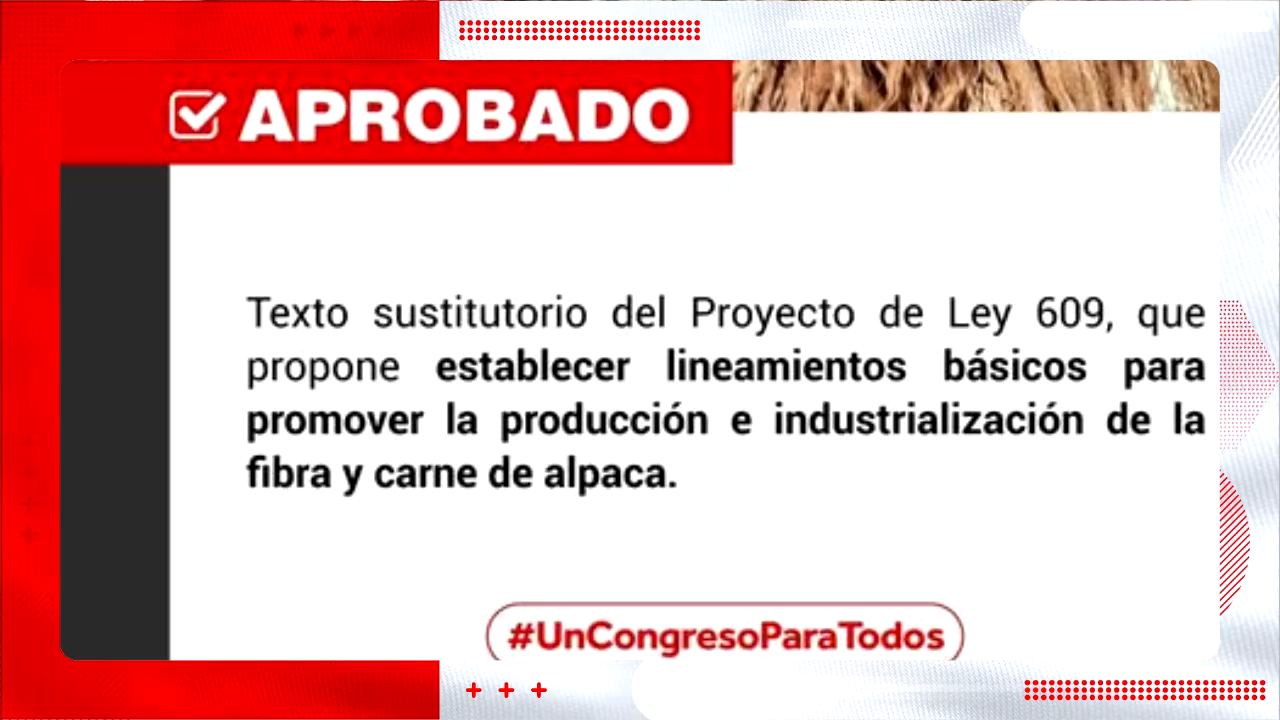 APROBADO
Texto sustitutorio del Proyecto de Ley 609, que
propone establecer lineamientos básicos para
promover la producción e industrialización de la
fibra y carne de alpaca.
#UnCongresoParaTodos